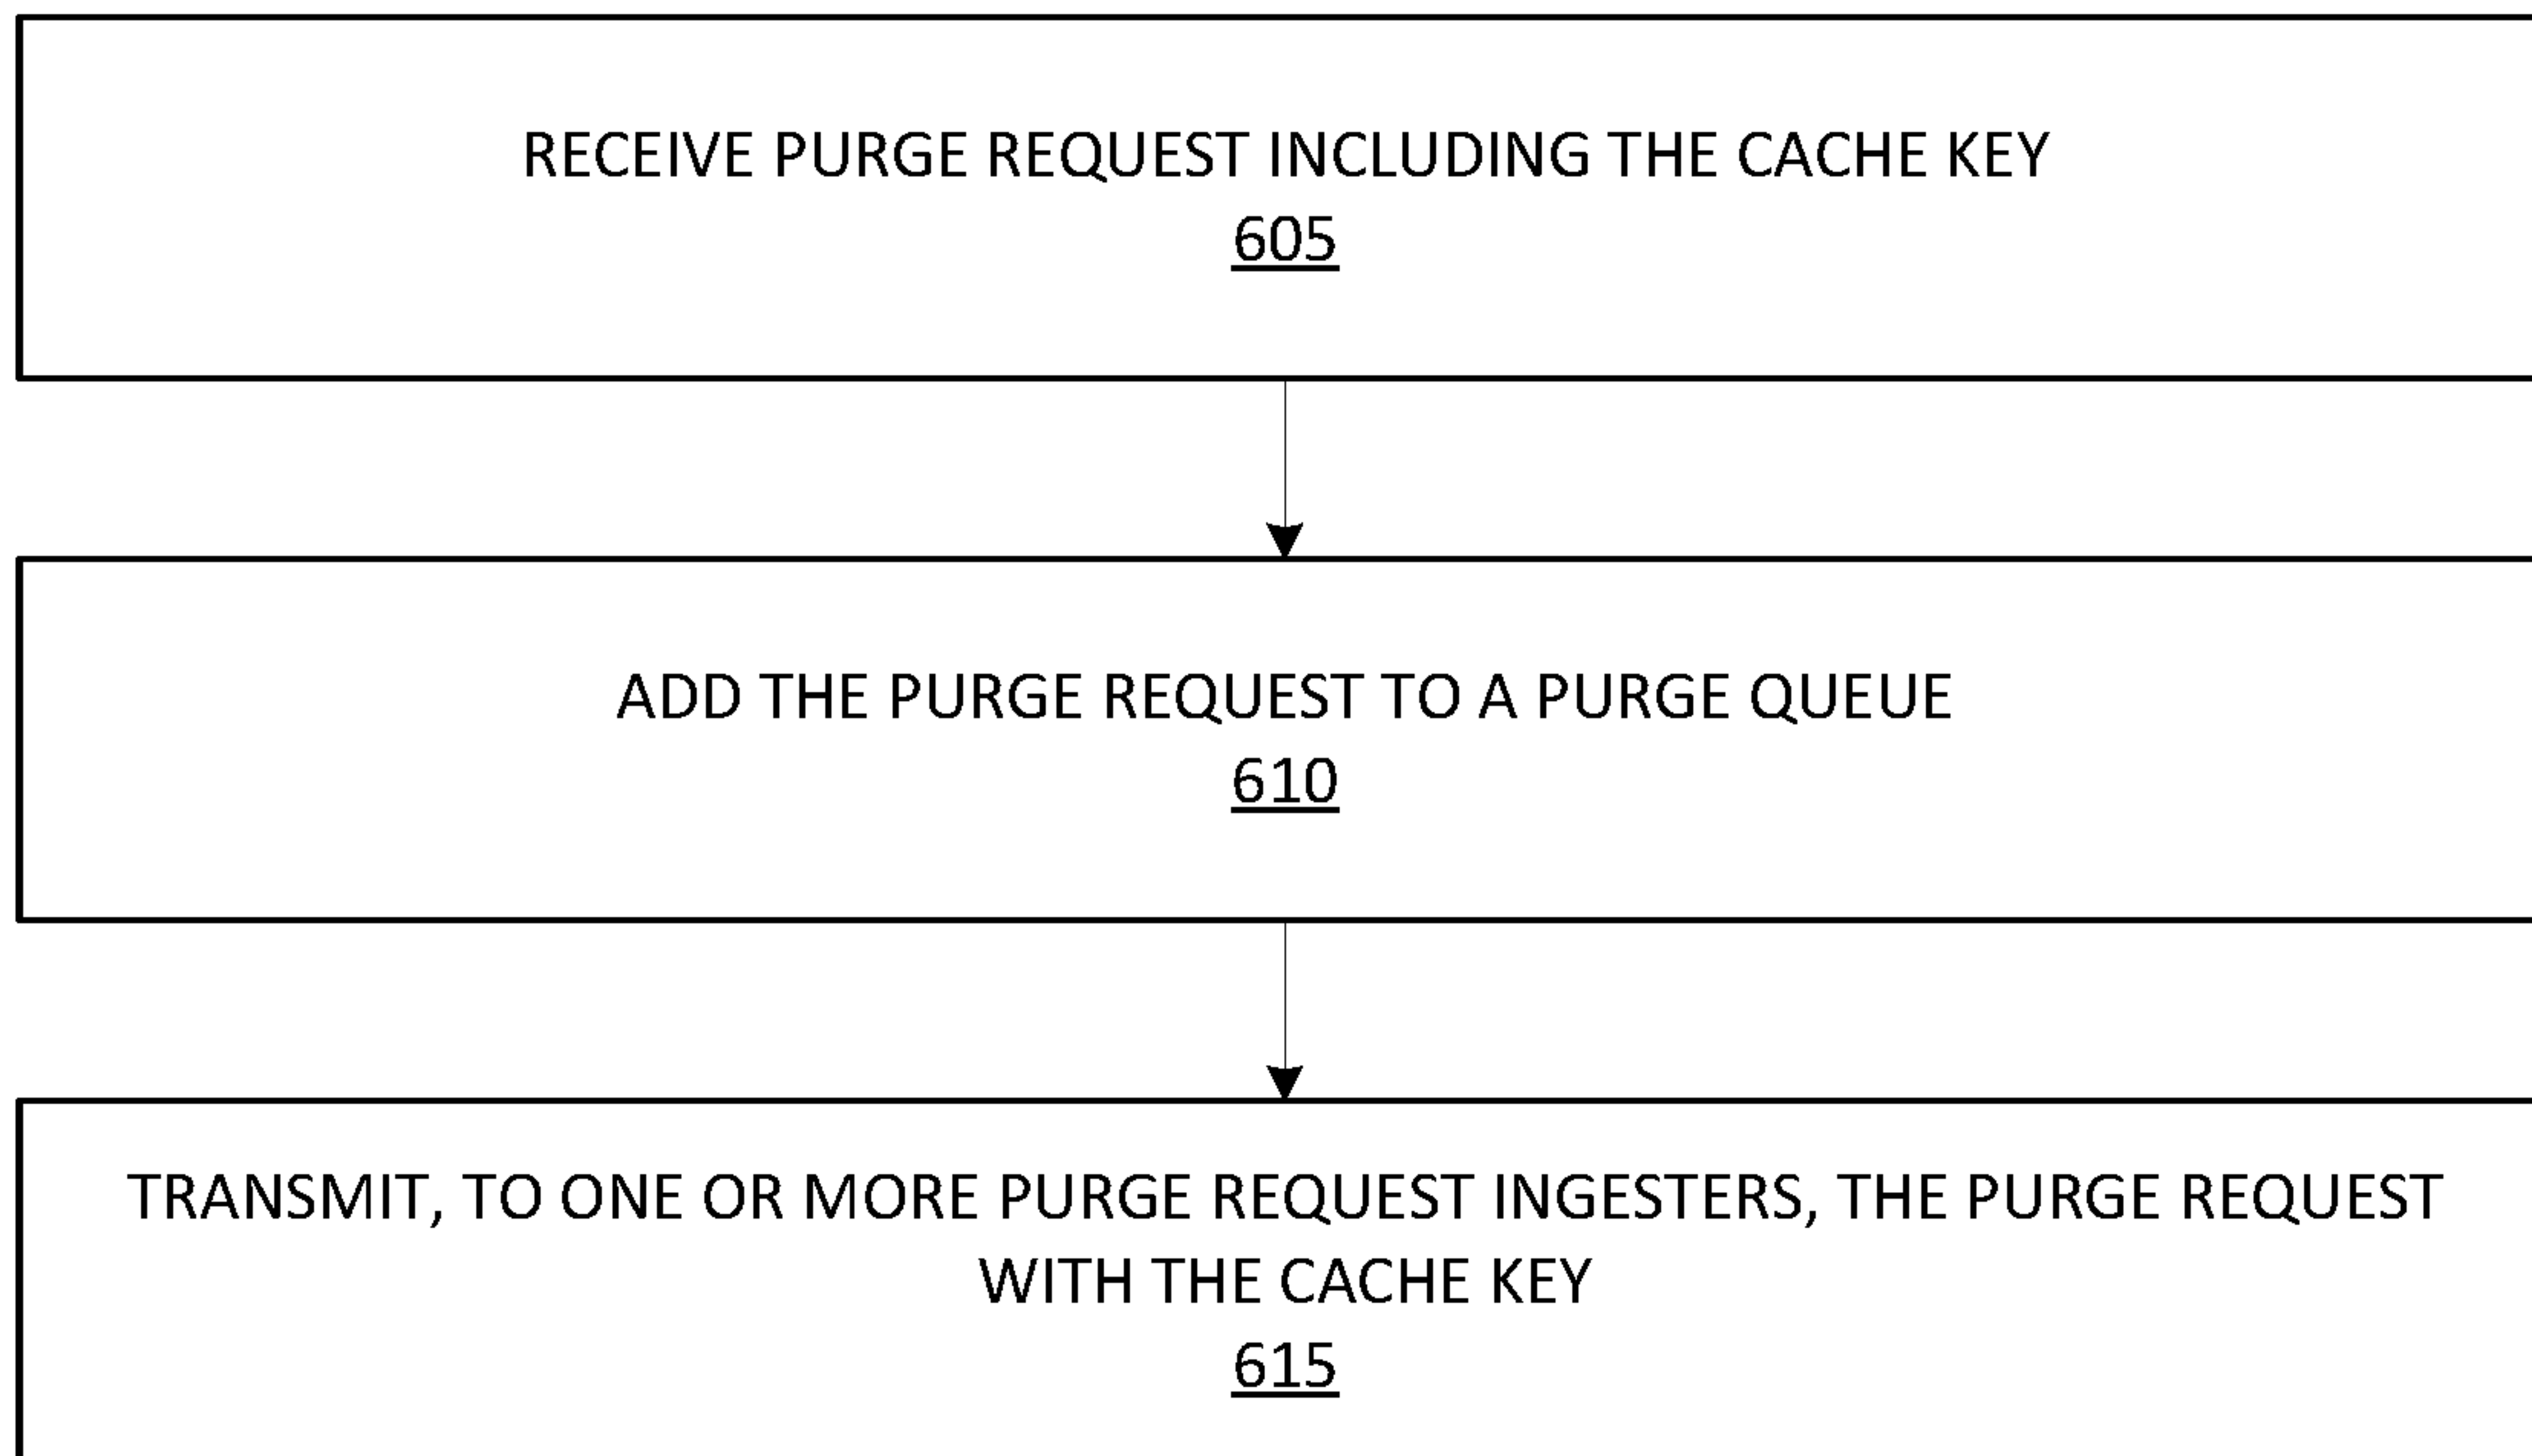 RECEIVE PURGE REQUEST INCLUDING THE CACHE KEY
605
ADD THE PURGE REQUEST TO A PURGE QUEUE
610
TRANSMIT, TO ONE OR MORE PURGE REQUEST INGESTERS, THE PURGE REQUEST
WITH THE CACHE KEY
615